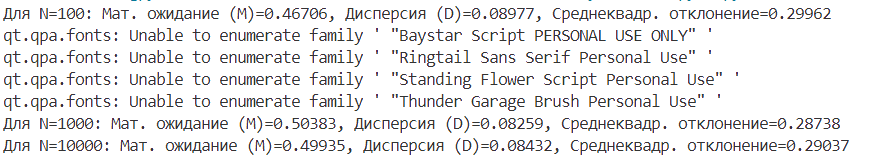 Для N=100: Мат. ожидание (M)=0.46706, Дисперсия (D)=0.08977, Среднеквадр. отклонение=0.29962
qt.qpa.fonts: Unable to enumerate family ' "Baystar Script PERSONAL USE ONLY" '
qt.qpa.fonts: Unable to enumerate family ' "Ringtail Sans Serif Personal Use" '
qt.qpa.fonts: Unable to enumerate family ' "Standing Flower Script Personal Use" '
qt.qpa.fonts: Unable to enumerate family ' "Thunder Garage Brush Personal Use" '
Для N=1000: Мат. ожидание (M)=0.50383, Дисперсия (D)=0.08259, Среднеквадр. отклонение=0.28738
Для N=10000: Мат. ожидание (M)=0.49935, Дисперсия (D)=0.08432, Среднеквадр. отклонение=0.29037